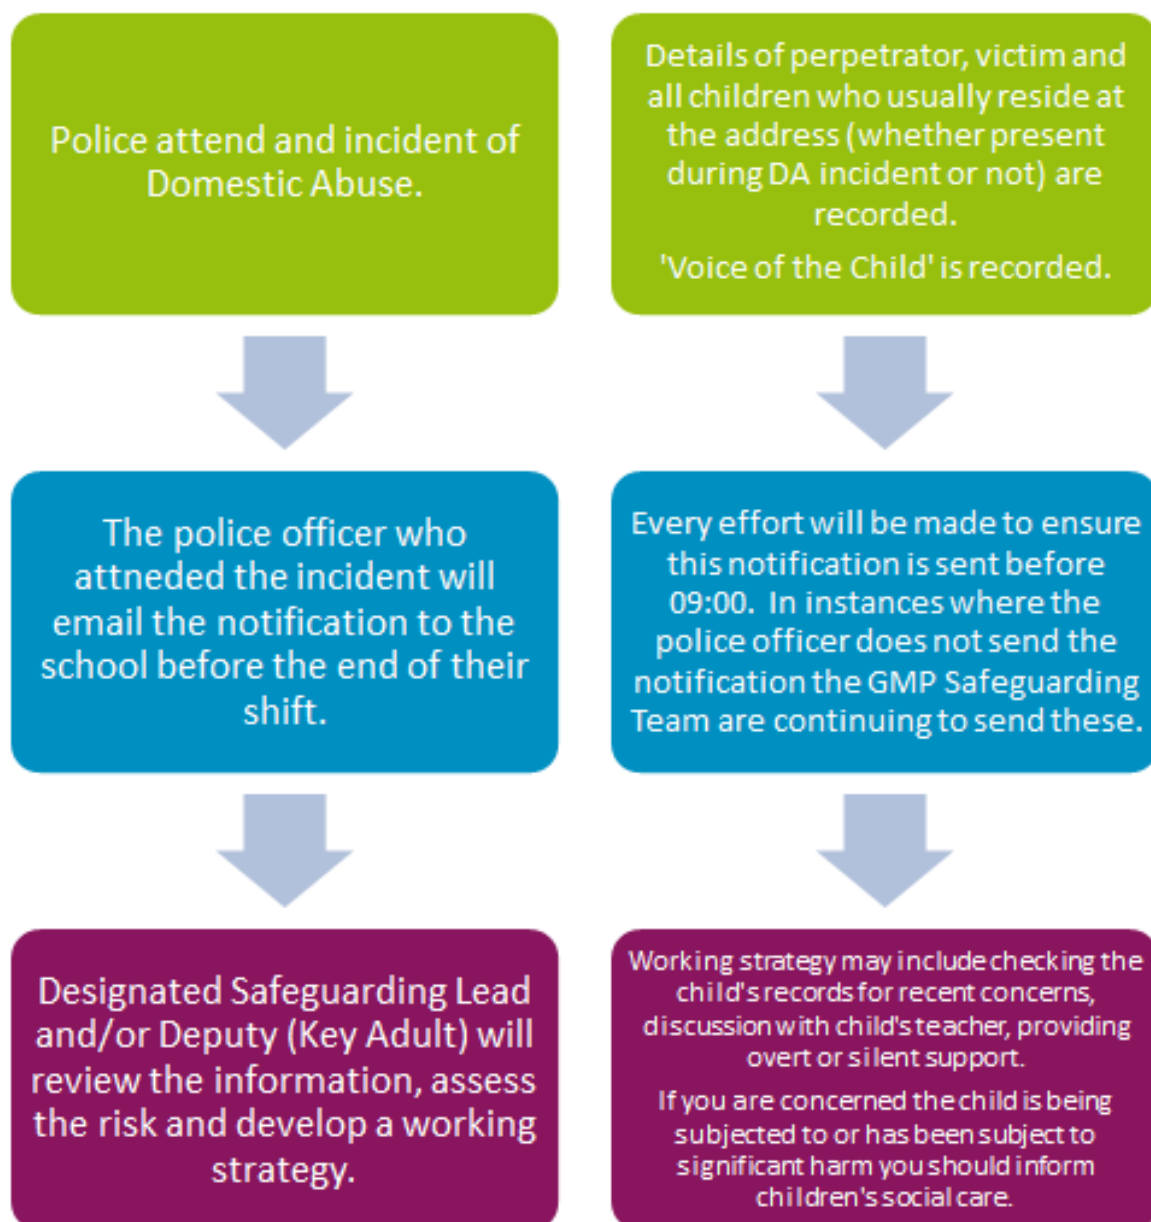 Police attend and incident of
Domestic Abuse.
Details of perpetrator, victim and
all children who usually reside at
the address (whether present
during DA incident or not) are
recorded.
'Voice of the Child' is recorded.
The police officer who
attneded the incident will
email the notification to the
school before the end of their
shift.
Every effort will be made to ensure
this notification is sent before
09:00. In instances where the
police officer does not send the
notification the GMP Safeguarding
Team are continuing to send these.
Designated Safeguarding Lead
and/or Deputy (Key Adult) will
review the information, assess
the risk and develop a working
strategy.
Working strategy may include checking the
child's records for recent concerns,
discussion with child's teacher, providing
overt or silent support.
If you are concerned the child is being
subjected to or has been subject to
significant harm you should inform
children's social care.